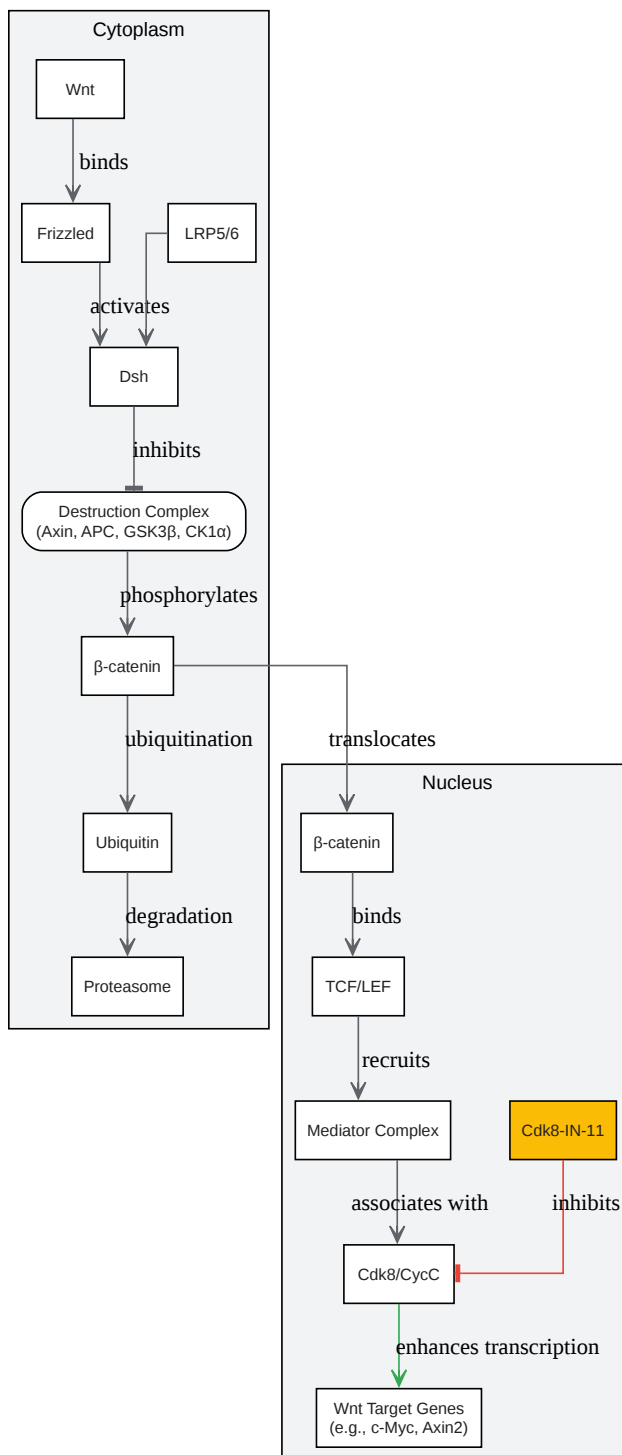 Cytoplasm
Wnt
binds
Frizzled
LRP5/6
activates
Dsh
inhibits
Destruction Complex
(Axin, APC, GSK3β, CK1α)
phosphorylates
β-catenin
ubiquitination
translocates
Nucleus
Ubiquitin
β-catenin
degradation
binds
Proteasome
TCF/LEF
recruits
Mediator Complex
Cdk8-IN-11
associates with
inhibits
Cdk8/CycC
enhances transcription
Wnt Target Genes
(e.g., c-Myc, Axin2)